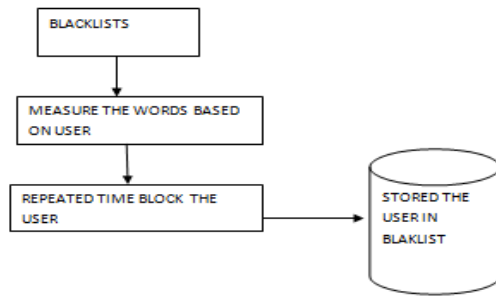 BLACKLISTS
MEASURE THE WORDS BASED
ON USER
REPEATED TIME BLOCK THE
USER
STORED THE
USER IN
BLAKLIST